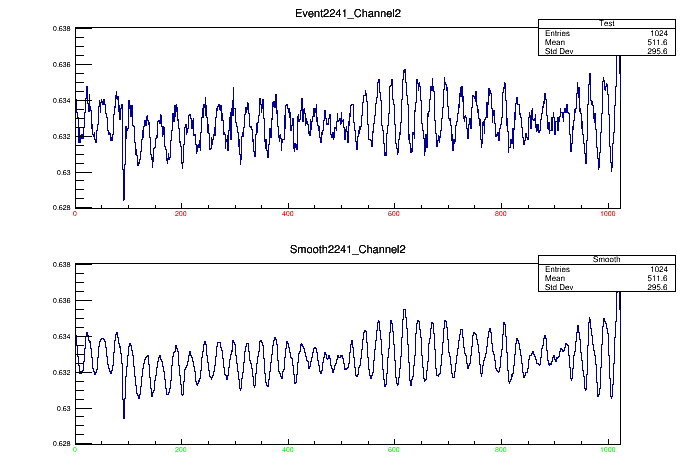 Event2241_Channel2
Test
Entries 1024
Mean 511.6
Std Dev 295.6
0.638
0.636
0.634
0.632
0.63
0.628
0 200 400 600 800 1000
Smooth2241_Channel2
Smooth
Entries 1024
Mean 511.6
Std Dev 295.6
0.638
0.636
0.634
0.632
0.63
0.628
0 200 400 600 800 1000